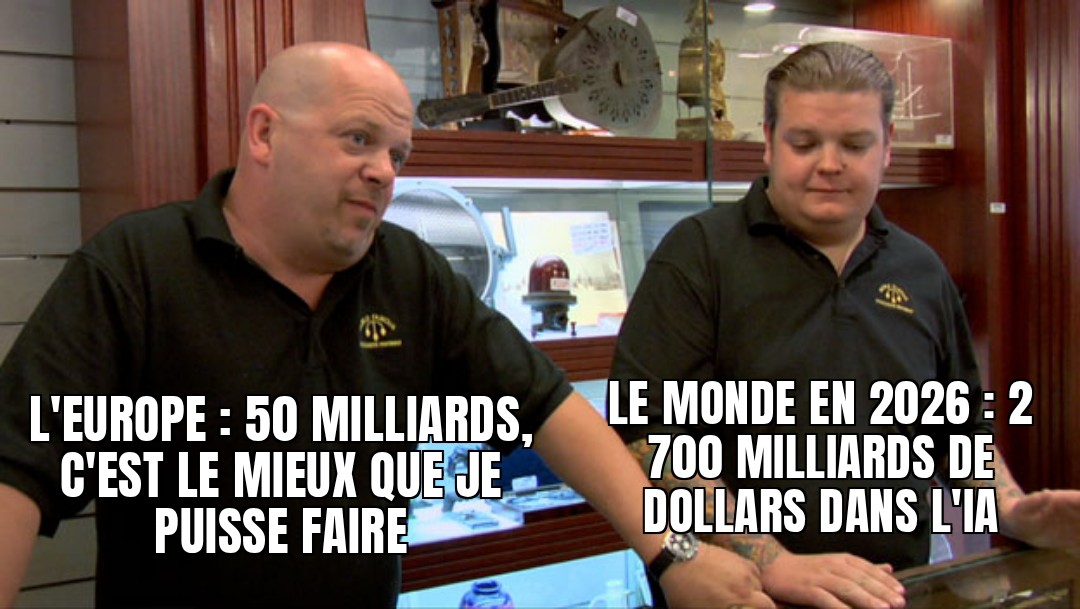 L'EUROPE : 50 MILLIARDS,
C'EST LE MIEUX QUE JE
PUISSE FAIRE
LE MONDE EN 2026 : 2
700 MILLIARDS DE
DOLLARS DANS L'IA